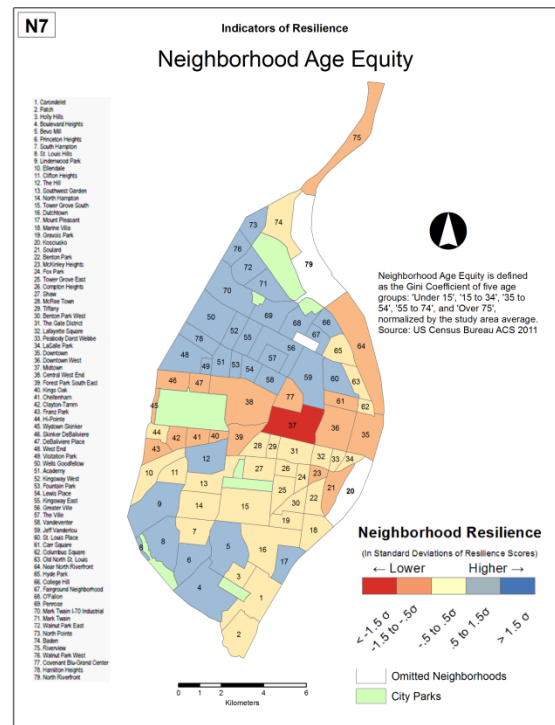 N7
Indicators of Resilience
Neighborhood Age Equity
1. Carondelet
2. Patch
3. Holly Hills
4. Boulevard Heights
5. Bevo Mill
6. Princeton Heights
7. South Hampton
8. St. Louis Hills
9. Lindenwood Park
10. Ellendale
11. Clifton Heights
12. The Hill
13. Southwest Garden
14. North Hampton
15. Tower Grove South
16. Dutchtown
17. Mount Pleasant
18. Marine Villa
19. Gravois Park
20. Kosciusko
21. Soulard
22. Benton Park
23. McKinley Heights
24. Fox Park
25. Tower Grove East
26. Compton Heights
27. Shaw
28. McRee Town
29. Tiffany
30. Benton Park West
31. The Gate District
32. Lafayette Square
33. Peabody Darst Webbe
34. LaSalle Park
35. Downtown
36. Downtown West
37. Midtown
38. Central West End
39. Forest Park South East
40. Kings Oak
41. Cheltenham
42. Clayton-Tamm
43. Franz Park
44. Hi-Pointe
45. Wydown Skinker
46. Skinker DeBaliviere
47. DeBaliviere Place
48. West End
49. Visitation Park
50. Wells Goodfellow
51. Academy
52. Kingsway West
53. Fountain Park
54. Lewis Place
55. Kingsway East
56. Greater Ville
57. The Ville
58. Vandeventer
59. Jeff Vanderlou
60. St. Louis Place
61. Carr Square
62. Columbus Square
63. Old North St. Louis
64. Near North Riverfront
65. Hyde Park
66. College Hill
67. Fairground Neighborhood
68. O'Fallon
69. Penrose
70. Mark Twain I-70 Industrial
71. Mark Twain
72. Walnut Park East
73. North Pointe
74. Baden
75. Riverview
76. Walnut Park West
77. Covenant Blu-Grand Center
78. Hamilton Heights
79. North Riverfront
75
73 74
76
72 79
71
70
69 68 66
50 67 64
52 55 56 65
48 57
49 51 53 54 59 60 63
58
46 47 77 61 62
45 38
37 36 35
44 42 41 40 39
43
28 29 31 32 33 34
12
10 11 27 26 24 23 20
13 25 21
14 15 30 22
9 19
7 18
8 8 5 16
6 17
3
4 1
2
Neighborhood Age Equity is defined
as the Gini Coefficient of five age
groups: 'Under 15', '15 to 34', '35 to
54', '55 to 74', and 'Over 75',
normalized by the study area average.
Source: US Census Bureau ACS 2011
Neighborhood Resilience
(In Standard Deviations of Resilience Scores)
← Lower Higher →
< -1.5 σ
-1.5 to -.5σ
-.5 to .5σ
.5 to 1.5σ
> 1.5 σ
Omitted Neighborhoods
City Parks
0 1 2 4 6
Kilometers